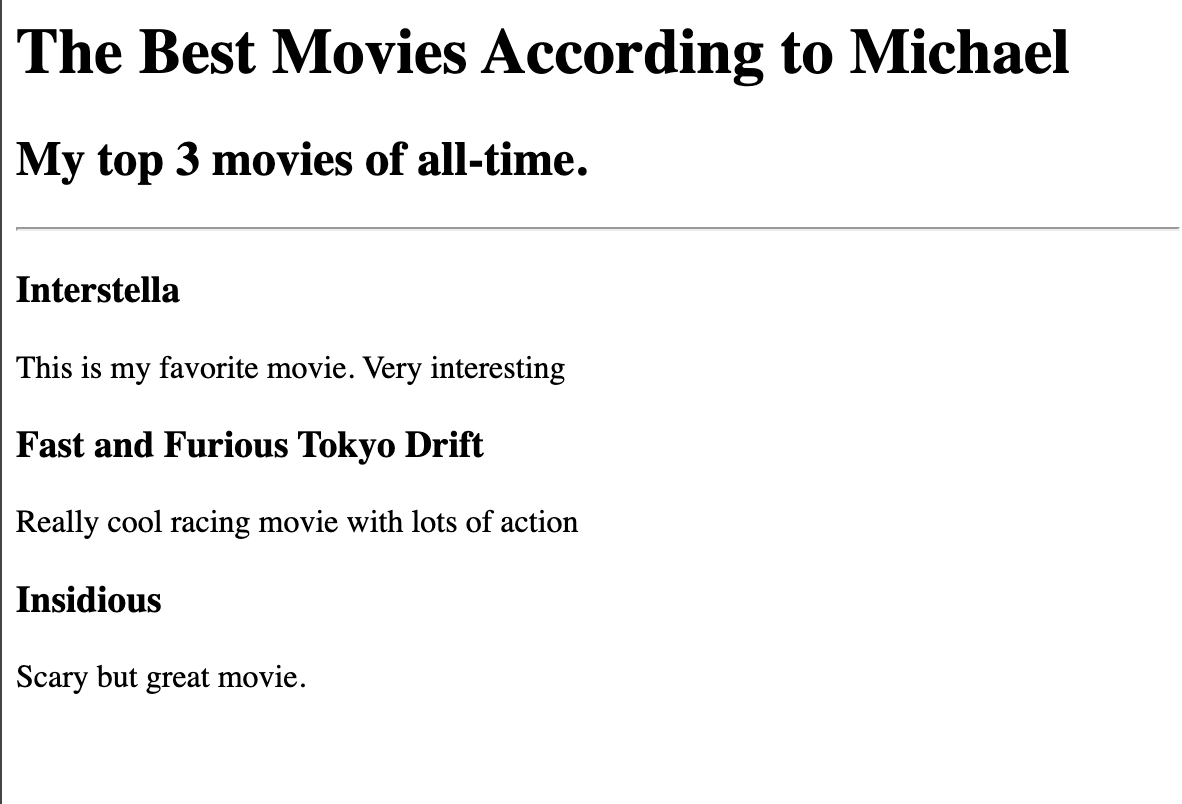 The Best Movies According to Michael
My top 3 movies of all-time.
Interstella
This is my favorite movie. Very interesting
Fast and Furious Tokyo Drift
Really cool racing movie with lots of action
Insidious
Scary but great movie.